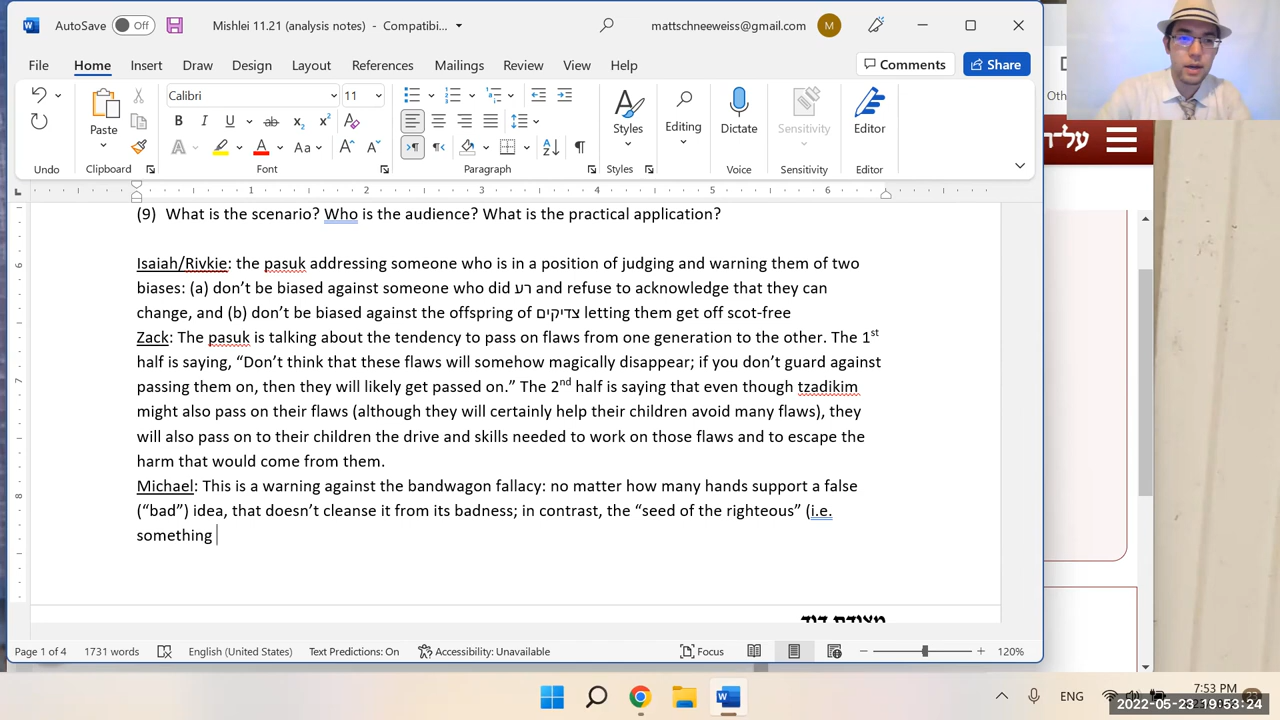 AutoSave Off Mishlei 11.21 (analysis notes) - Compatibi... mattschneeweiss@gmail.com M
File Home Insert Draw Design Layout References Mailings Review View Help Comments Share
Calibri 11
Paste Styles Editing Dictate Sensitivity Editor
Undo Clipboard Font Paragraph Styles Voice Sensitivity Editor
על־ה
Oth
1 2 3 4 5 6
(9) What is the scenario? Who is the audience? What is the practical application?
Isaiah/Rivkie: the pasuk addressing someone who is in a position of judging and warning them of two
biases: (a) don’t be biased against someone who did רע and refuse to acknowledge that they can
change, and (b) don’t be biased against the offspring of צדיקים letting them get off scot-free
Zack: The pasuk is talking about the tendency to pass on flaws from one generation to the other. The 1st
half is saying, “Don’t think that these flaws will somehow magically disappear; if you don’t guard against
passing them on, then they will likely get passed on.” The 2nd half is saying that even though tzadikim
might also pass on their flaws (although they will certainly help their children avoid many flaws), they
will also pass on to their children the drive and skills needed to work on those flaws and to escape the
harm that would come from them.
Michael: This is a warning against the bandwagon fallacy: no matter how many hands support a false
(“bad”) idea, that doesn’t cleanse it from its badness; in contrast, the “seed of the righteous” (i.e.
something
מצודת דוד
Page 1 of 4 1731 words English (United States) Text Predictions: On Accessibility: Unavailable Focus 120%
ENG 7:53 PM
2022-05-23 19:53:24